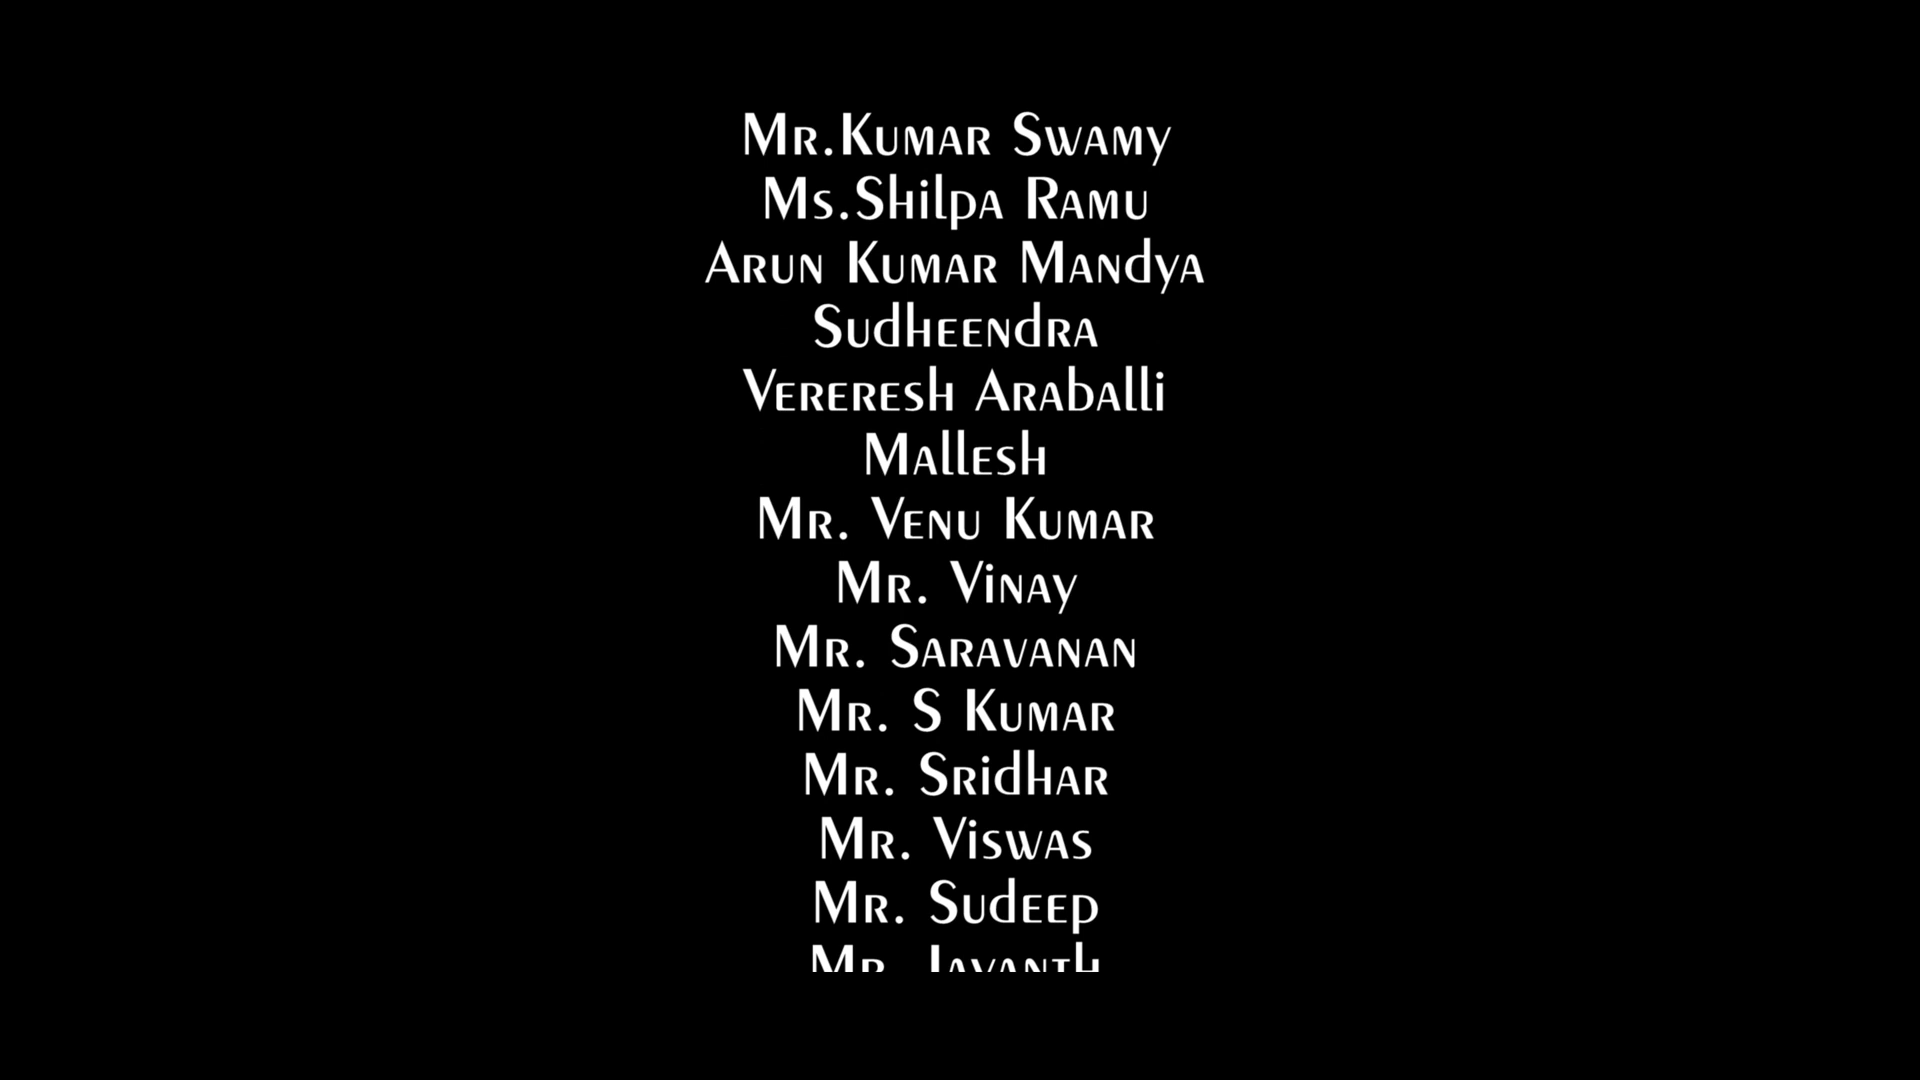 Mr.Kumar Swamy
Ms.Shilpa Ramu
Arun Kumar Mandya
Sudheendra
Vereresh Araballi
Mallesh
Mr. Venu Kumar
Mr. Vinay
Mr. Saravanan
Mr. S Kumar
Mr. Sridhar
Mr. Viswas
Mr. Sudeep
Mr.